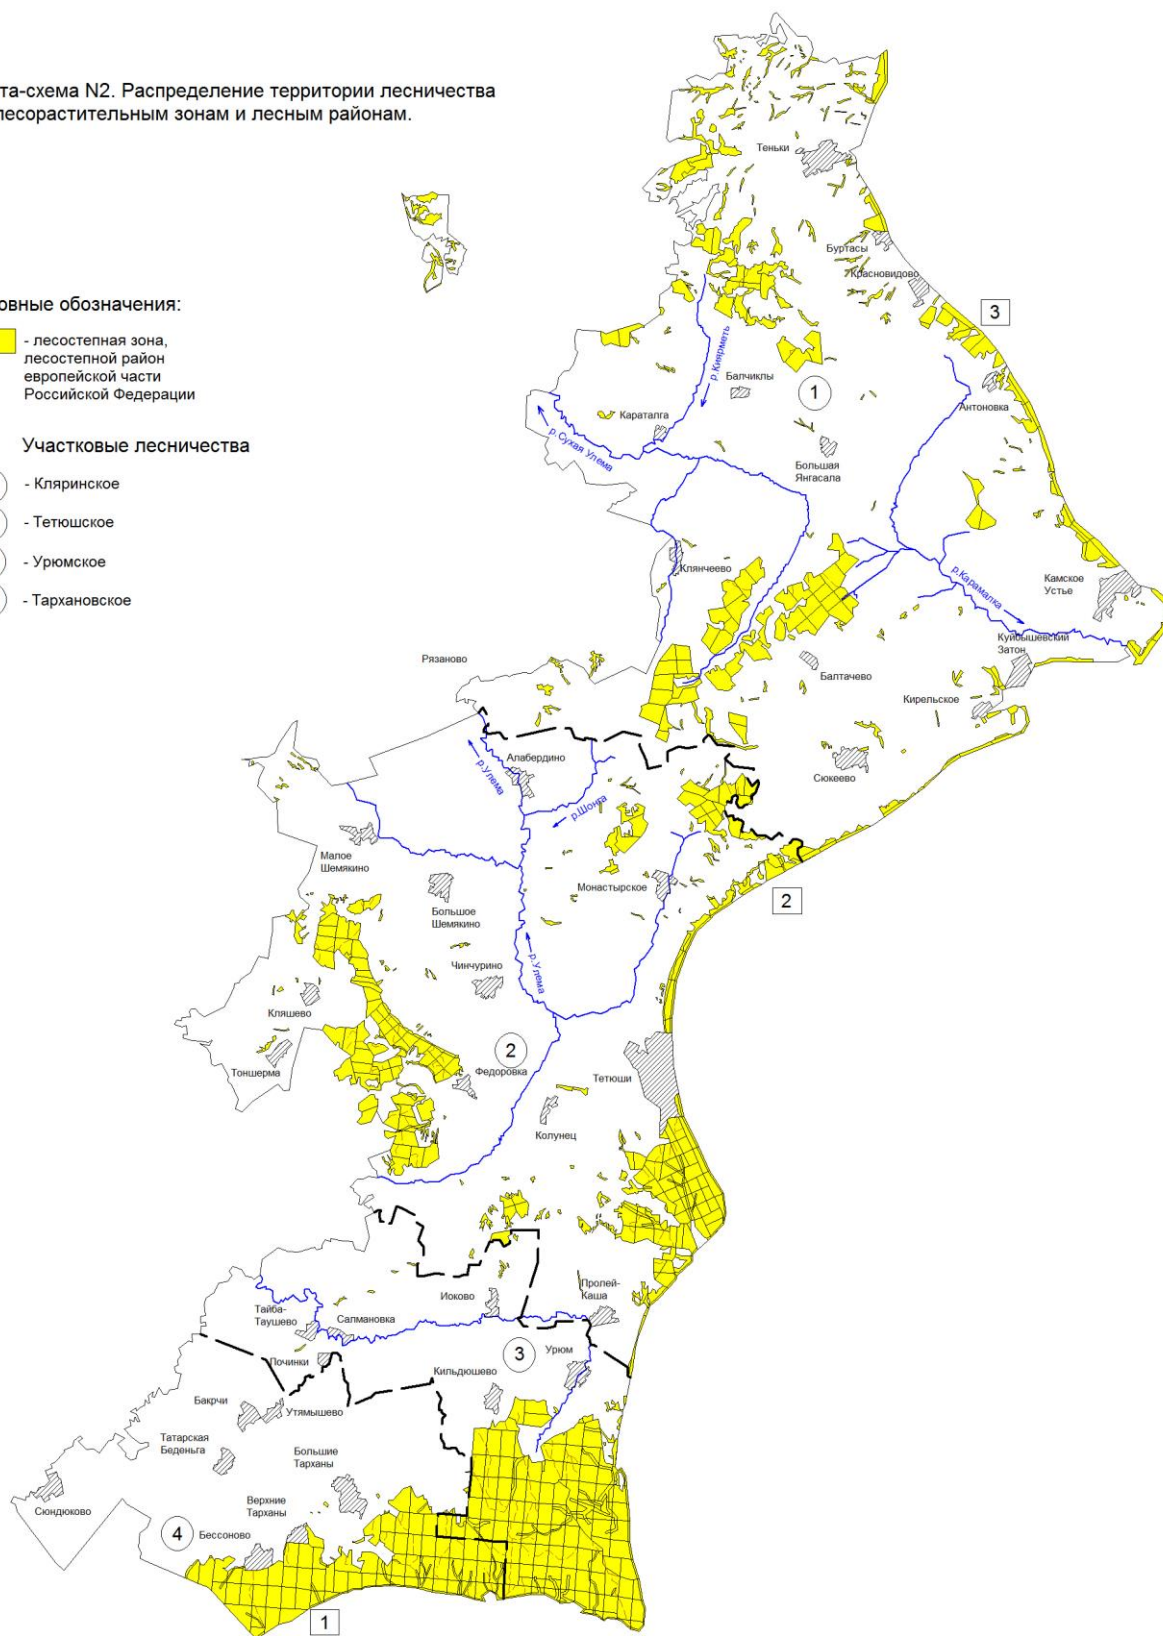 та-схема N2. Распределение территории лесничества
лесорастительным зонам и лесным районам.
овные обозначения:
- лесостепная зона,
лесостепной район
европейской части
Российской Федерации
Участковые лесничества
- Кляринское
- Тетюшское
- Урюмское
- Тархановское
Теньки
Буртасы
Красновидово
3
р.Киярметь
Балчиклы
1
Антоновка
Караталга
р.Сухая Улема
Большая
Янгасала
Клянчеево
р.Карамалка
Камское
Устье
Куйбышевский
Затон
Рязаново
Балтачево
Кирельское
Алабердино
р.Улема
Сюкеево
р.Шонга
Малое
Шемякино
Монастырское
2
Большое
Шемякино
Чинчурино
р.Улема
Кляшево
2
Тоншерма
Федоровка
Тетюши
Колунец
Пролей-
Каша
Иоково
Тайба-
Таушево
Салмановка
3
Урюм
Починки
Кильдюшево
Бакрчи
Утямышево
Татарская
Беденьга
Большие
Тарханы
Сюндюково
Верхние
Тарханы
4
Бессоново
1